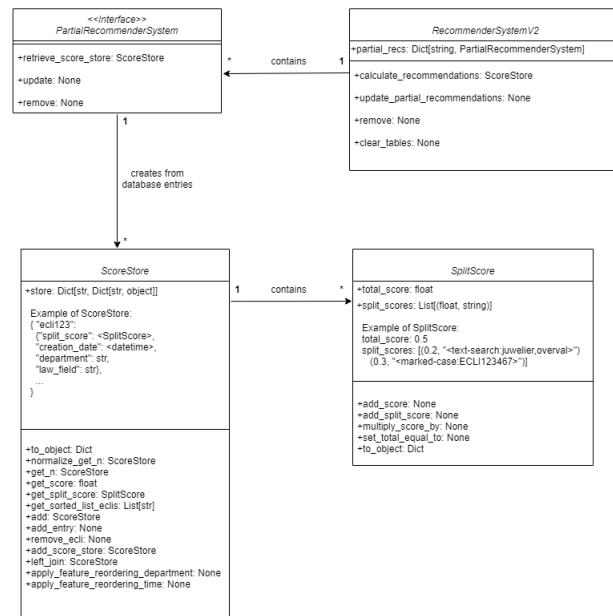 <<Interface>>
PartialRecommenderSystem
+retrieve_score_store: ScoreStore
+update: None
+remove: None
*
contains
1
RecommenderSystemV2
+partial_recs: Dict[string, PartialRecommenderSystem]
+calculate_recommendations: ScoreStore
+update_partial_recommendations: None
+remove: None
+clear_tables: None
1
creates from
database entries
*
ScoreStore
+store: Dict[str, Dict[str, object]]
Example of ScoreStore:
{ "ecli123":
{"split_score": <SplitScore>,
"creation_date": <datetime>,
"department": str,
"law_field": str},
...
}
+to_object: Dict
+normalize_get_n: ScoreStore
+get_n: ScoreStore
+get_score: float
+get_split_score: SplitScore
+get_sorted_list_eclis: List[str]
+add: ScoreStore
+add_entry: None
+remove_ecli: None
+add_score_store: ScoreStore
+left_join: ScoreStore
+apply_feature_reordering_department: None
+apply_feature_reordering_time: None
1
contains
*
SplitScore
+total_score: float
+split_scores: List[(float, string)]
Example of SplitScore:
total_score: 0.5
split_scores: [(0.2, "<text-search:juwelier,overval>")
(0.3, "<marked-case:ECLI123467>")]
+add_score: None
+add_split_score: None
+multiply_score_by: None
+set_total_equal_to: None
+to_object: Dict